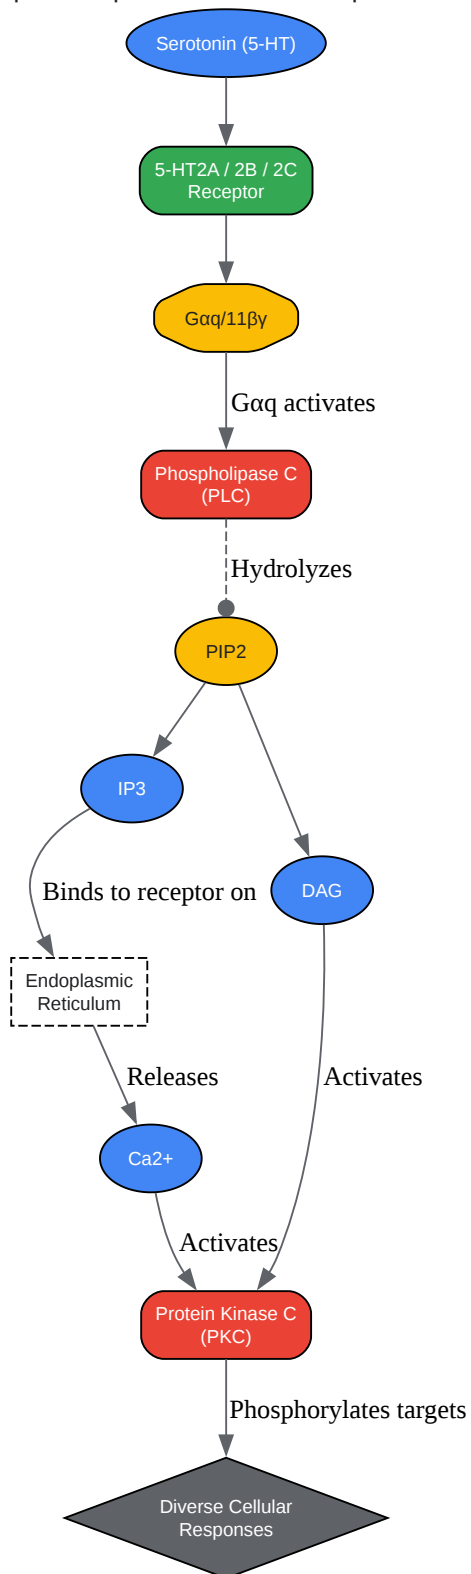 Serotonin (5-HT)
5-HT2A / 2B / 2C
Receptor
Gαq/11βγ
Gαq activates
Phospholipase C
(PLC)
Hydrolyzes
PIP2
IP3
Binds to receptor on
DAG
Endoplasmic
Reticulum
Releases
Activates
Ca2+
Activates
Protein Kinase C
(PKC)
Phosphorylates targets
Diverse Cellular
Responses